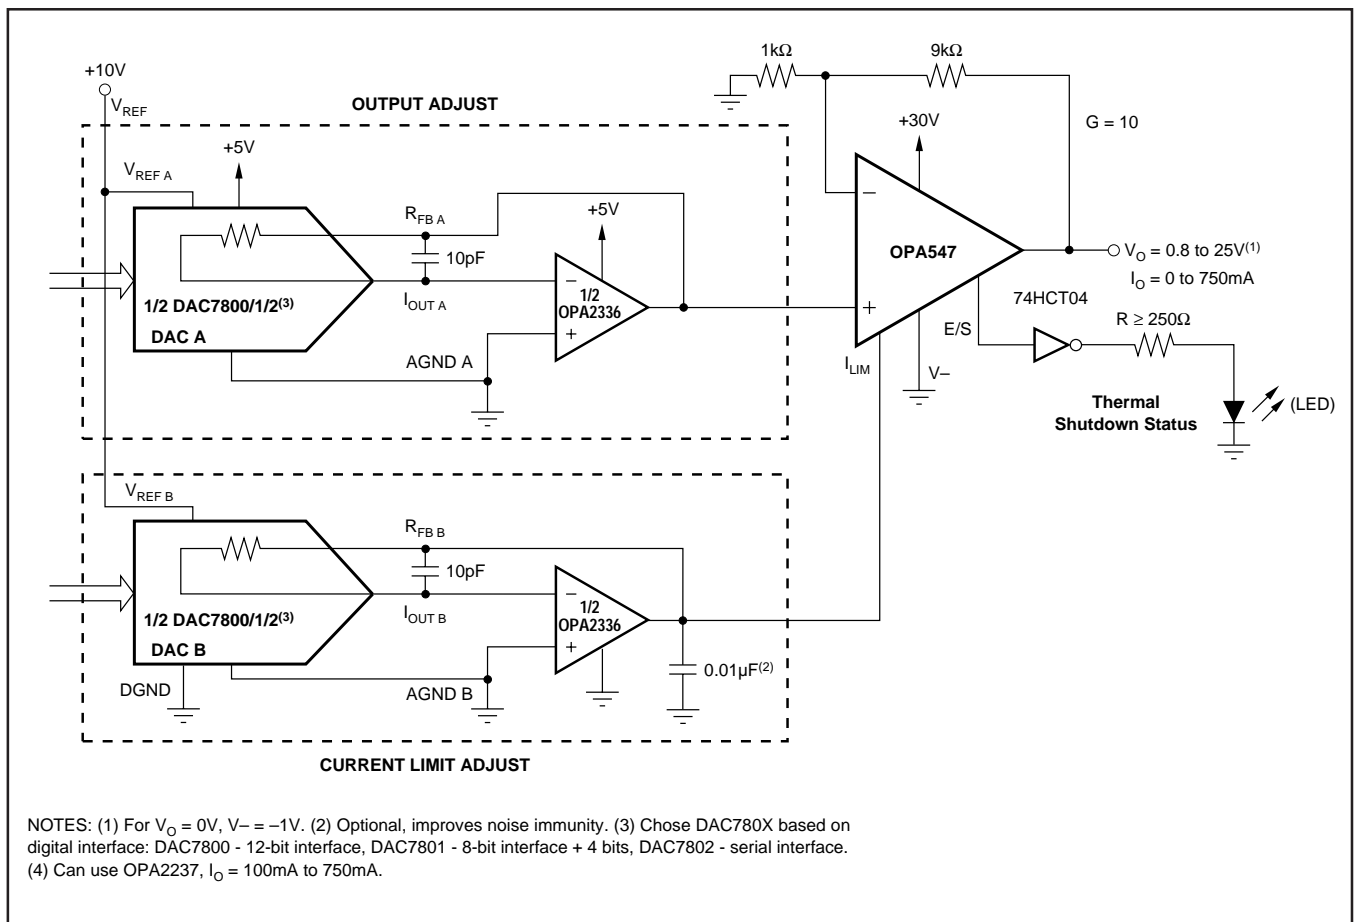 +10V
V_REF
OUTPUT ADJUST
1kΩ
9kΩ
G = 10
+30V
V_REF A
+5V
R_FB A
10pF
+5V
I_OUT A
1/2 DAC7800/1/2(3)
DAC A
AGND A
–
1/2
OPA2336
+
–
OPA547
+
V_O = 0.8 to 25V(1)
I_O = 0 to 750mA
I_LIM
V–
E/S
74HCT04
R ≥ 250Ω
Thermal
Shutdown Status
(LED)
V_REF B
R_FB B
10pF
I_OUT B
1/2 DAC7800/1/2(3)
DAC B
DGND
AGND B
–
1/2
OPA2336
+
0.01µF(2)
CURRENT LIMIT ADJUST
NOTES: (1) For V_O = 0V, V– = –1V. (2) Optional, improves noise immunity. (3) Chose DAC780X based on
digital interface: DAC7800 - 12-bit interface, DAC7801 - 8-bit interface + 4 bits, DAC7802 - serial interface.
(4) Can use OPA2237, I_O = 100mA to 750mA.